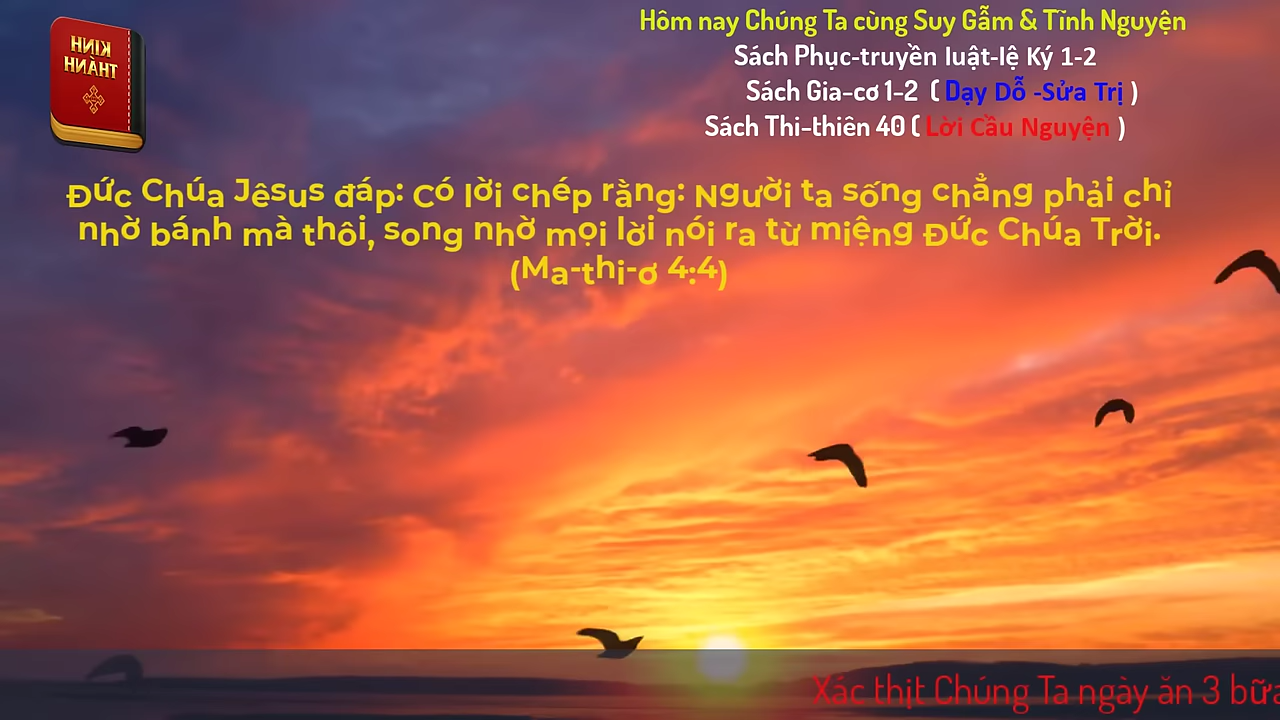 KINH
THÁNH
Hôm nay Chúng Ta cùng Suy Gẫm & Tĩnh Nguyện
Sách Phục-truyền luật-lệ Ký 1-2
Sách Gia-cơ 1-2 ( Dạy Dỗ -Sửa Trị )
Sách Thi-thiên 40 ( Lời Cầu Nguyện )
Đức Chúa Jêsus đáp: Có lời chép rằng: Người ta sống chẳng phải chỉ
nhờ bánh mà thôi, song nhờ mọi lời nói ra từ miệng Đức Chúa Trời.
(Ma-thi-ơ 4:4)
Xác thịt Chúng Ta ngày ăn 3 bữa